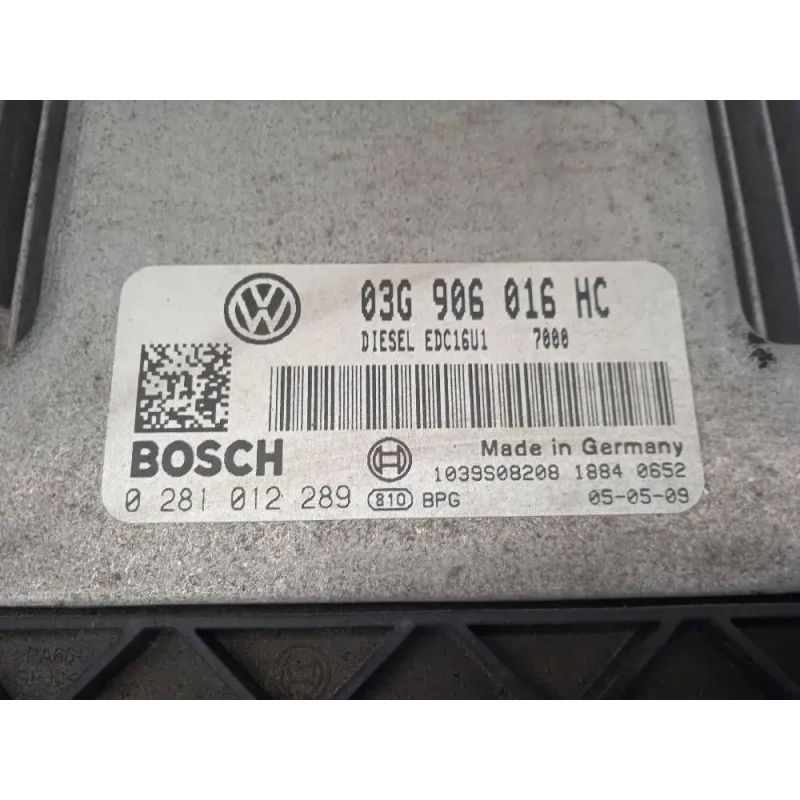 03G 906 016 HC
DIESEL EDC16U1 7000
BOSCH
Made in Germany
1039S08208 1884 0652
0 281 012 289 810 BPG 05-05-09
>PA66-